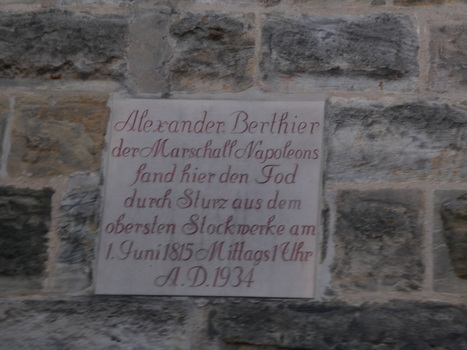 Alexander Berthier
der Marschall Napoleons
fand hier den Tod
durch Sturz aus dem
obersten Stockwerke am
1. Juni 1815 Mittags 1 Uhr
A.D. 1934